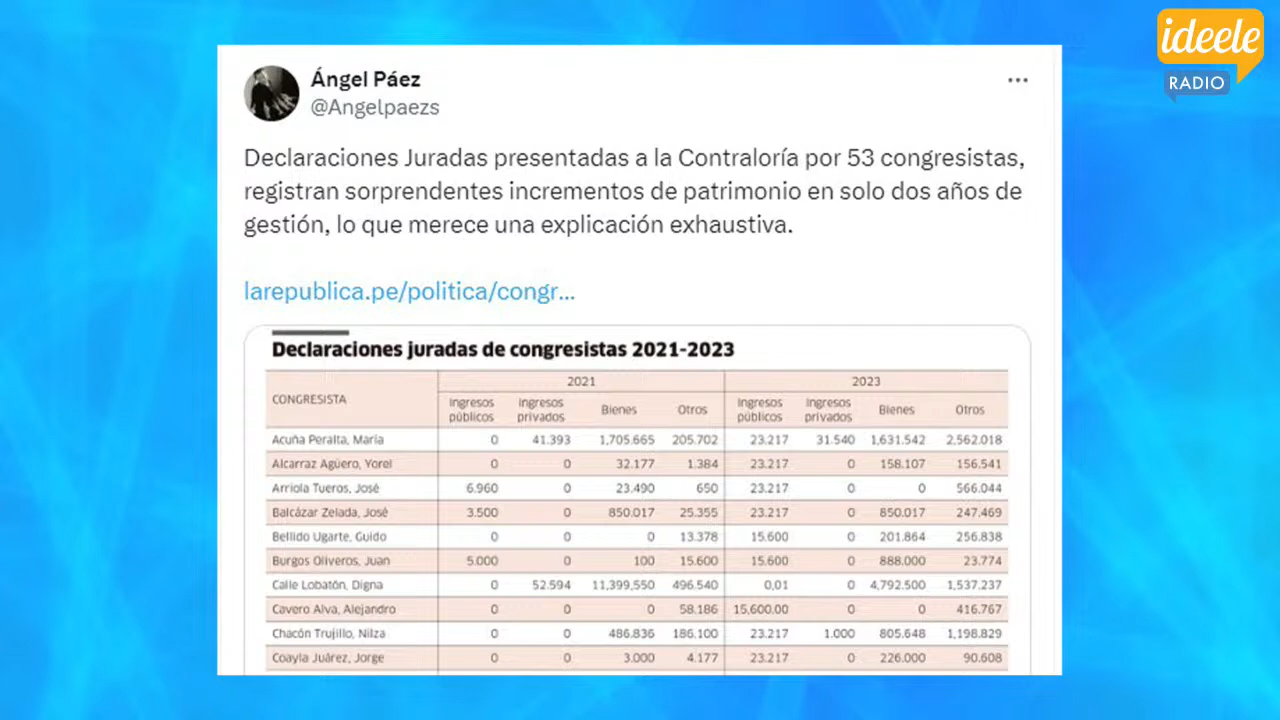 ideele
RADIO
Ángel Páez
@Angelpaezs
Declaraciones Juradas presentadas a la Contraloría por 53 congresistas,
registran sorprendentes incrementos de patrimonio en solo dos años de
gestión, lo que merece una explicación exhaustiva.
larepublica.pe/politica/congr...
Declaraciones juradas de congresistas 2021-2023
CONGRESISTA 2021 2023
Ingresos públicos Ingresos privados Bienes Otros Ingresos públicos Ingresos privados Bienes Otros
Acuña Peralta, María 0 41.393 1,705.665 205.702 23.217 31.540 1,631.542 2,562.018
Alcarraz Agüero, Yorel 0 0 32.177 1.384 23.217 0 158.107 156.541
Arriola Tueros, José 6.960 0 23.490 650 23.217 0 0 566.044
Balcázar Zelada, José 3.500 0 850.017 25.355 23.217 0 850.017 247.469
Bellido Ugarte, Guido 0 0 0 13.378 15.600 0 201.864 256.838
Burgos Oliveros, Juan 5.000 0 100 15.600 15.600 0 888.000 23.774
Calle Lobatón, Digna 0 52.594 11,399,550 496.540 0,01 0 4,792.500 1,537.237
Cavero Alva, Alejandro 0 0 0 58.186 15,600.00 0 0 416.767
Chacón Trujillo, Nilza 0 0 486.836 186.100 23.217 1.000 805.648 1,198.829
Coayla Juárez, Jorge 0 0 3.000 4.177 23.217 0 226.000 90.608